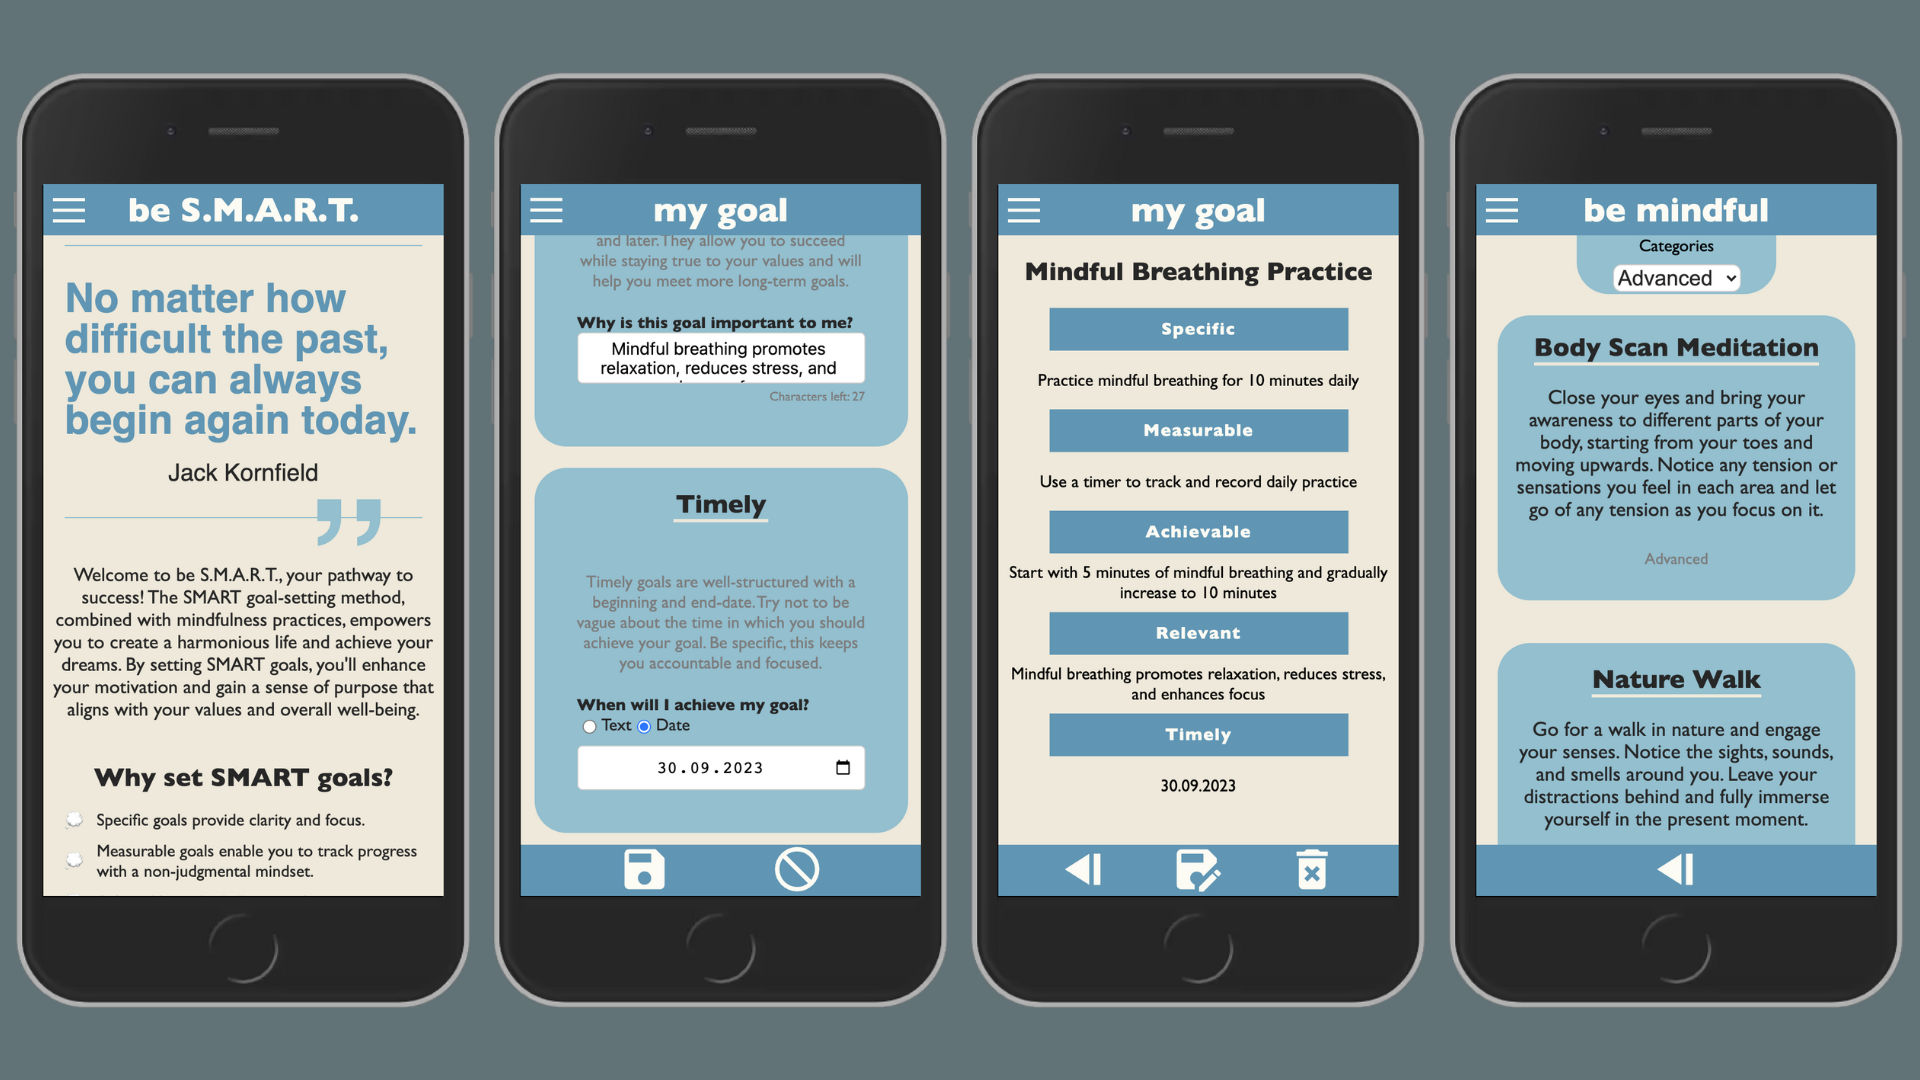 be S.M.A.R.T.
No matter how
difficult the past,
you can always
begin again today.
Jack Kornfield
”
Welcome to be S.M.A.R.T., your pathway to
success! The SMART goal-setting method,
combined with mindfulness practices, empowers
you to create a harmonious life and achieve your
dreams. By setting SMART goals, you'll enhance
your motivation and gain a sense of purpose that
aligns with your values and overall well-being.
Why set SMART goals?
Specific goals provide clarity and focus.
Measurable goals enable you to track progress
with a non-judgmental mindset.
my goal
and later. They allow you to succeed
while staying true to your values and will
help you meet more long-term goals.
Why is this goal important to me?
Mindful breathing promotes
relaxation, reduces stress, and
Characters left: 27
Timely
Timely goals are well-structured with a
beginning and end-date. Try not to be
vague about the time in which you should
achieve your goal. Be specific, this keeps
you accountable and focused.
When will I achieve my goal?
Text Date
30.09.2023
my goal
Mindful Breathing Practice
Specific
Practice mindful breathing for 10 minutes daily
Measurable
Use a timer to track and record daily practice
Achievable
Start with 5 minutes of mindful breathing and gradually
increase to 10 minutes
Relevant
Mindful breathing promotes relaxation, reduces stress,
and enhances focus
Timely
30.09.2023
be mindful
Categories
Advanced
Body Scan Meditation
Close your eyes and bring your
awareness to different parts of your
body, starting from your toes and
moving upwards. Notice any tension or
sensations you feel in each area and let
go of any tension as you focus on it.
Advanced
Nature Walk
Go for a walk in nature and engage
your senses. Notice the sights, sounds,
and smells around you. Leave your
distractions behind and fully immerse
yourself in the present moment.